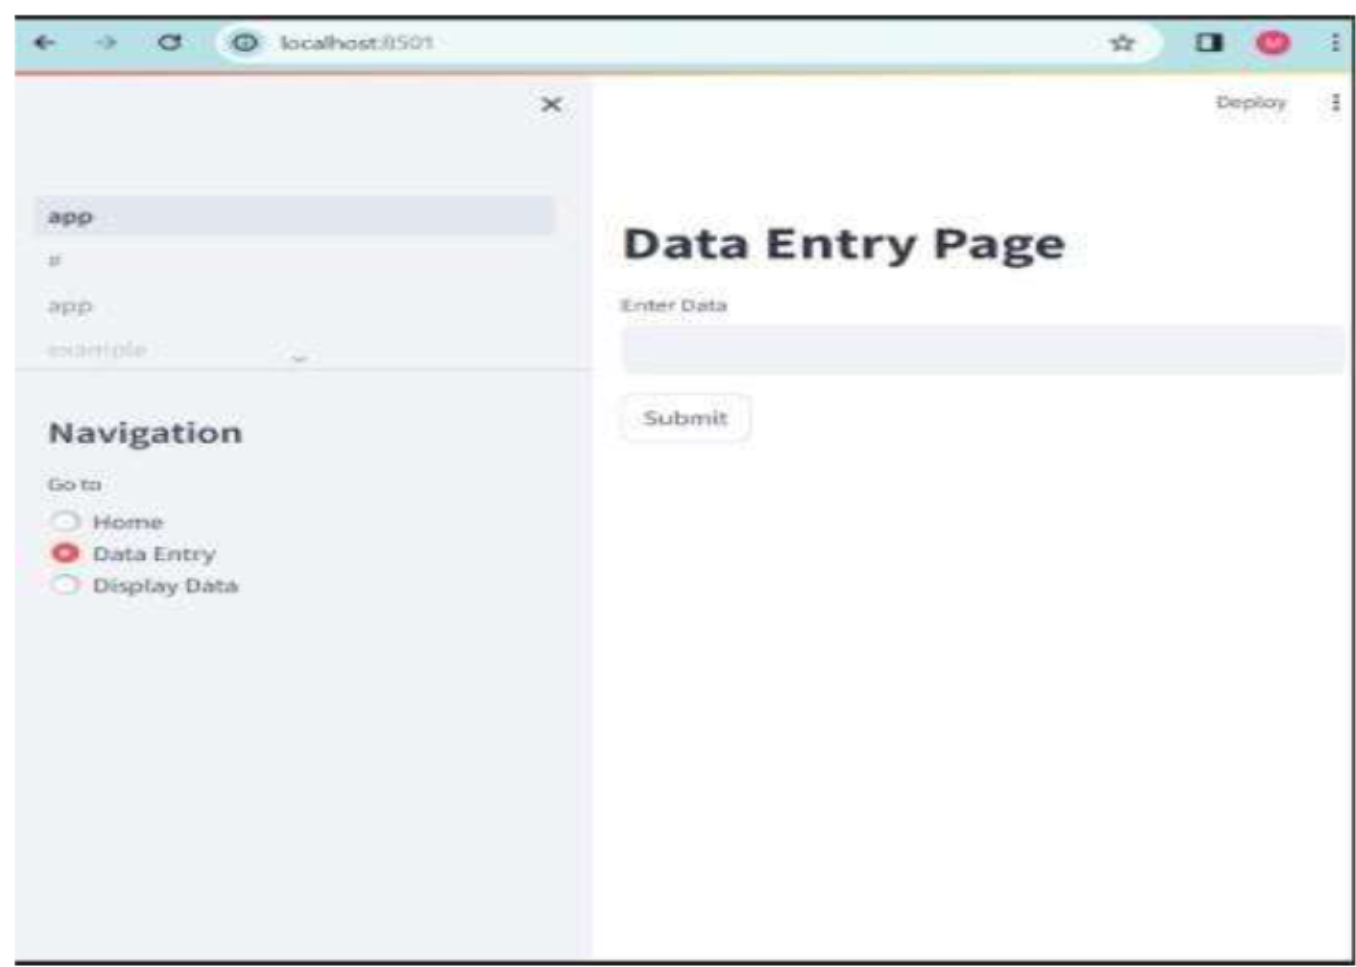 localhost:8501
Deploy
app
#
app
example
Navigation
Go to
Home
Data Entry
Display Data
Data Entry Page
Enter Data
Submit